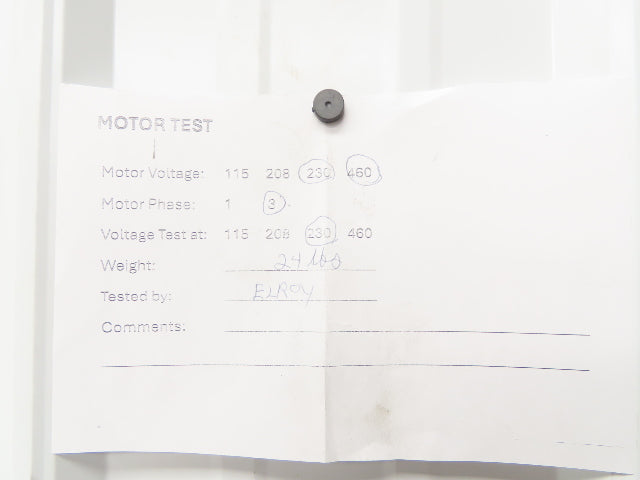 MOTOR TEST
Motor Voltage: 115 208 230 460
Motor Phase: 1 3
Voltage Test at: 115 208 230 460
Weight: 24 lbs
Tested by: ELROY
Comments: